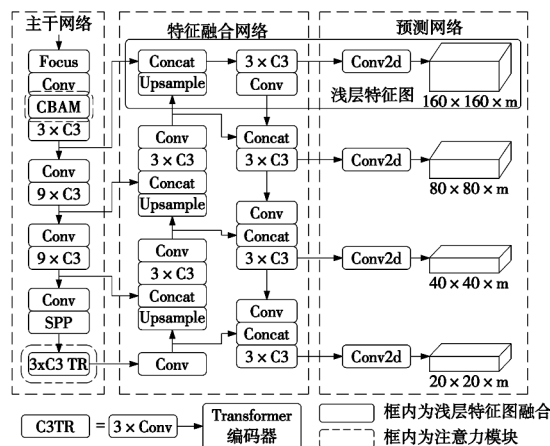 主干网络
Focus
Conv
CBAM
3 × C3
Conv
9 × C3
Conv
9 × C3
Conv
SPP
3xC3 TR
特征融合网络
Concat
Upsample
Conv
3 × C3
Concat
Upsample
Conv
3 × C3
Concat
Upsample
Conv
3 × C3
Conv
Concat
3 × C3
Conv
Concat
3 × C3
Conv
Concat
3 × C3
预测网络
Conv2d
浅层特征图
160 × 160 × m
Conv2d
80 × 80 × m
Conv2d
40 × 40 × m
Conv2d
20 × 20 × m
C3TR = 3 × Conv
Transformer
编码器
框内为浅层特征图融合
框内为注意力模块